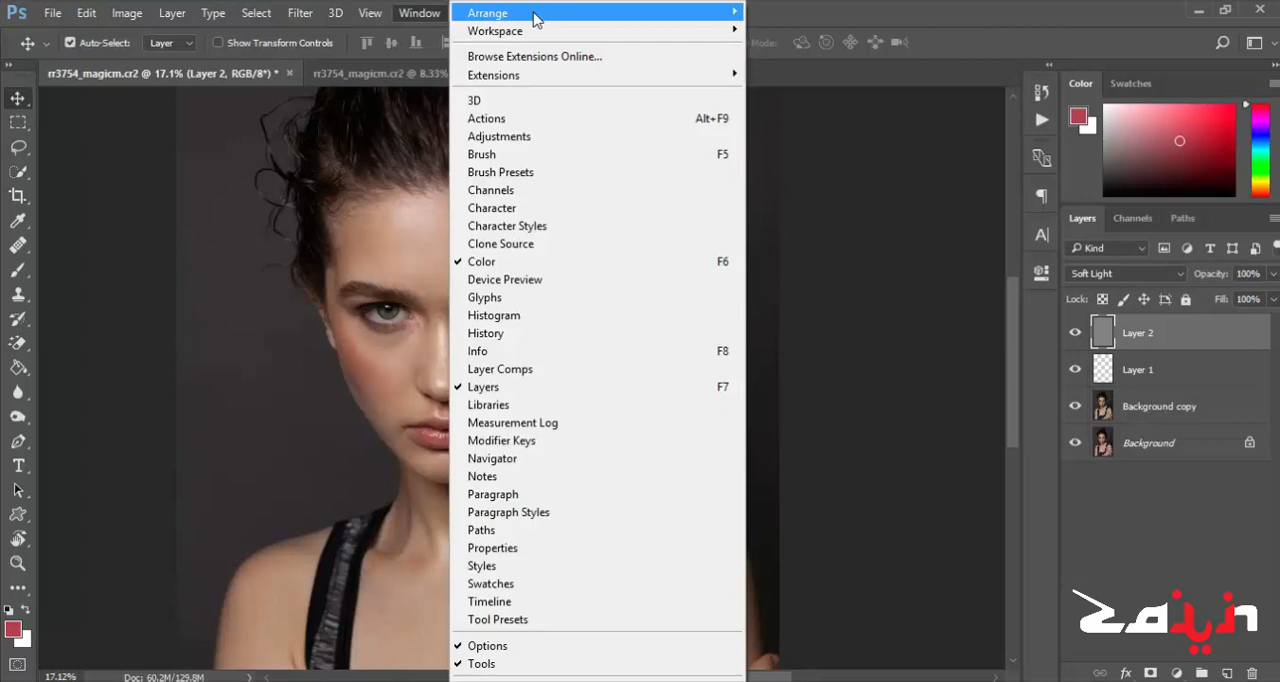 Ps File Edit Image Layer Type Select Filter 3D View Window
Auto-Select: Layer Show Transform Controls Mode:
rr3754_magicm.cr2 @ 17.1% (Layer 2, RGB/8*) * × rr3754_magicm.cr2 @ 8.33%
Arrange
Workspace
Browse Extensions Online...
Extensions
3D
Actions Alt+F9
Adjustments
Brush F5
Brush Presets
Channels
Character
Character Styles
Clone Source
Color F6
Device Preview
Glyphs
Histogram
History
Info F8
Layer Comps
Layers F7
Libraries
Measurement Log
Modifier Keys
Navigator
Notes
Paragraph
Paragraph Styles
Paths
Properties
Styles
Swatches
Timeline
Tool Presets
Options
Tools
Color Swatches
Layers Channels Paths
Kind
Soft Light Opacity: 100%
Lock: Fill: 100%
Layer 2
Layer 1
Background copy
Background
17.12% Doc: 60.2M/129.8M